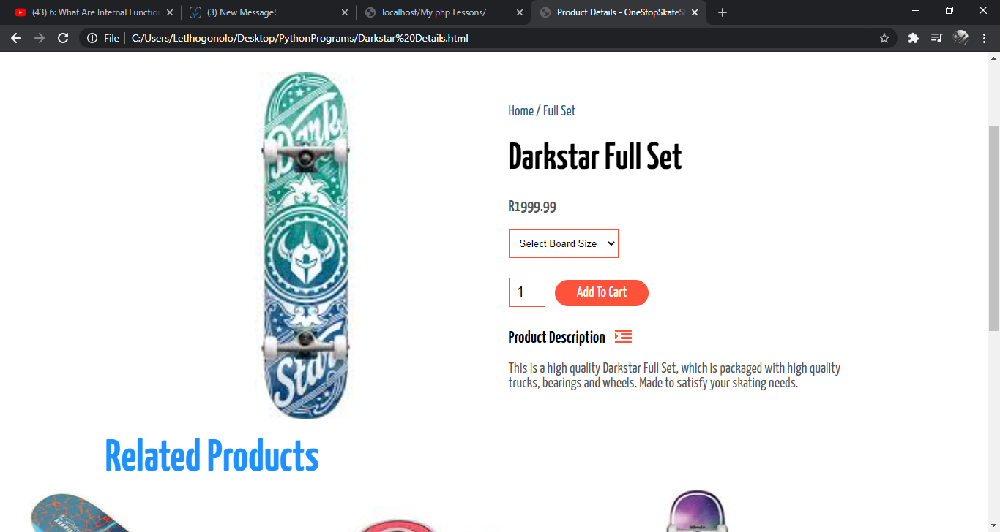 (43) 6: What Are Internal Functio
(3) New Message!
localhost/My php Lessons/
Product Details - OneStopSkateS
File
C:/Users/Letlhogonolo/Desktop/PythonPrograms/Darkstar%20Details.html
Dark
Star
Home / Full Set
Darkstar Full Set
R1999.99
Select Board Size
1
Add To Cart
Product Description
This is a high quality Darkstar Full Set, which is packaged with high quality
trucks, bearings and wheels. Made to satisfy your skating needs.
Related Products